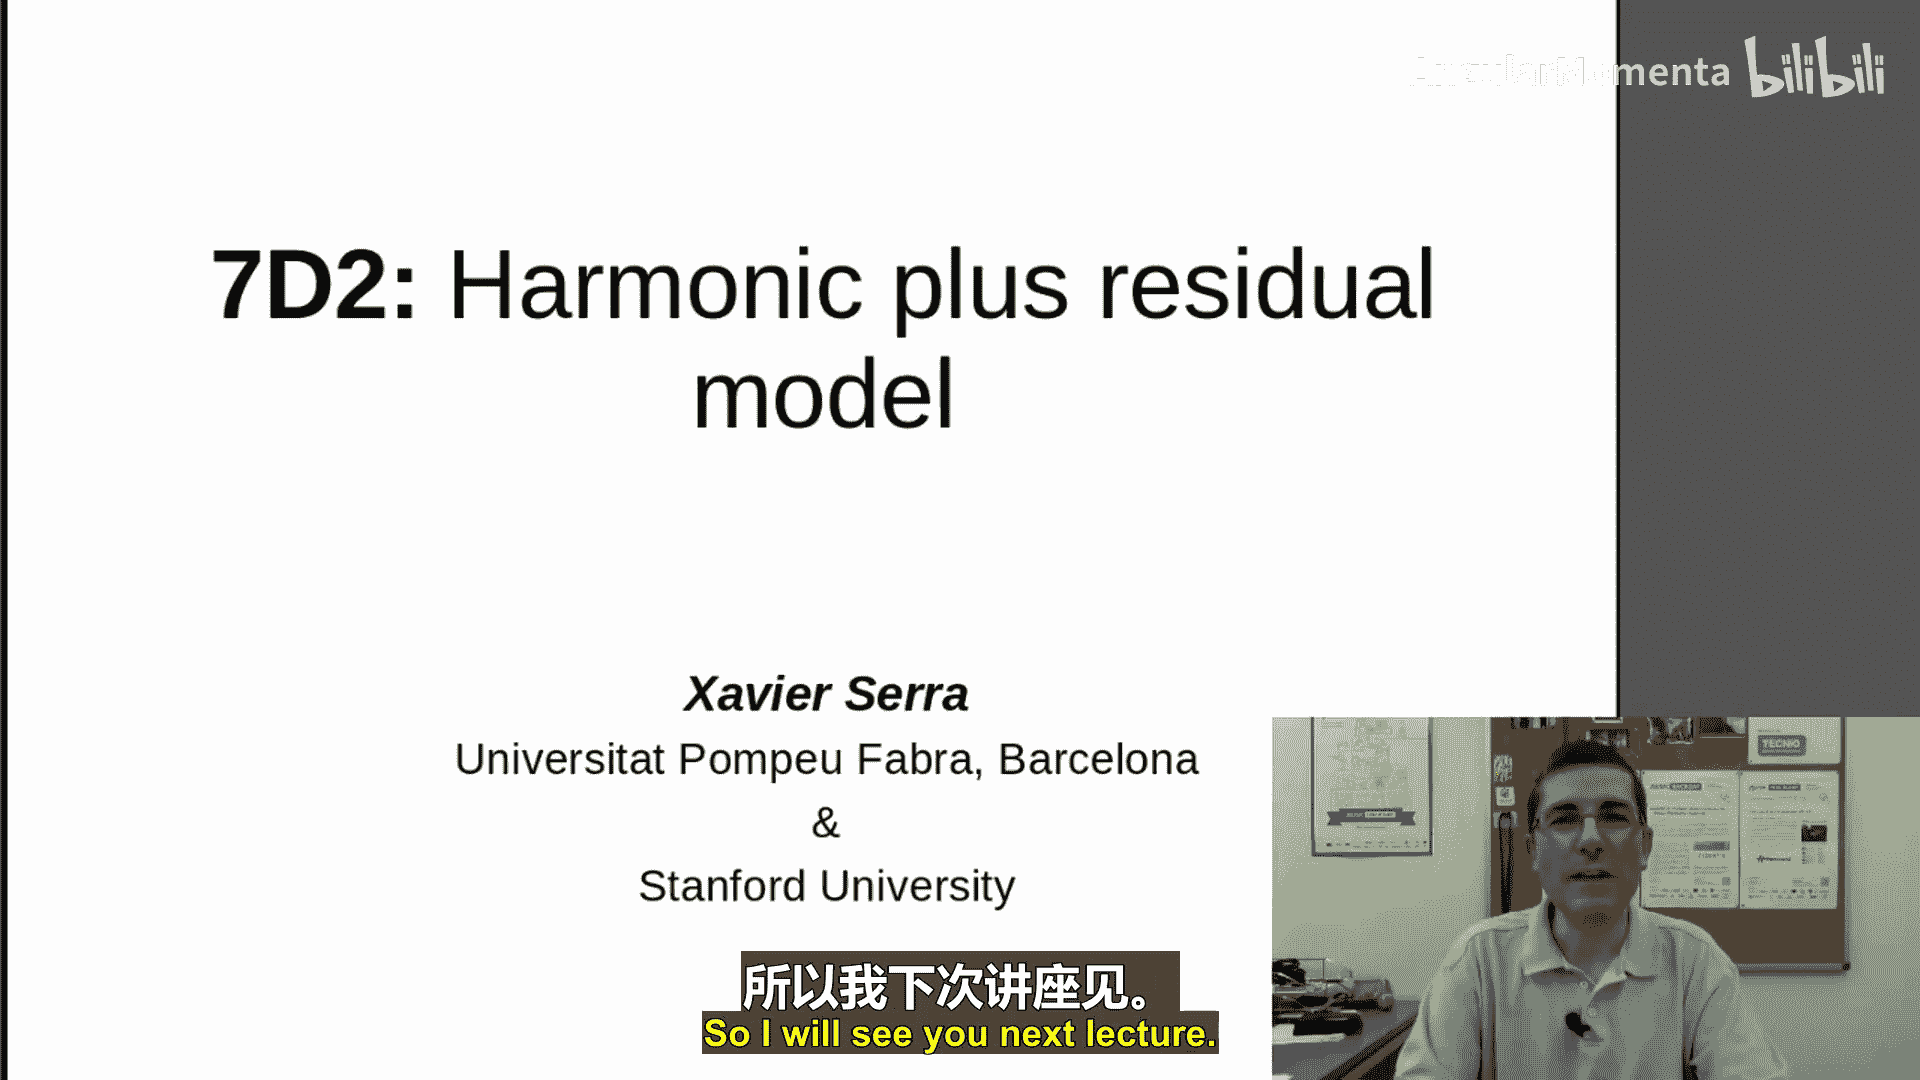 menta bilibili
7D2: Harmonic plus residual
model
Xavier Serra
Universitat Pompeu Fabra, Barcelona
&
Stanford University
TECNIO
所以我下次讲座见。
So I will see you next lecture.